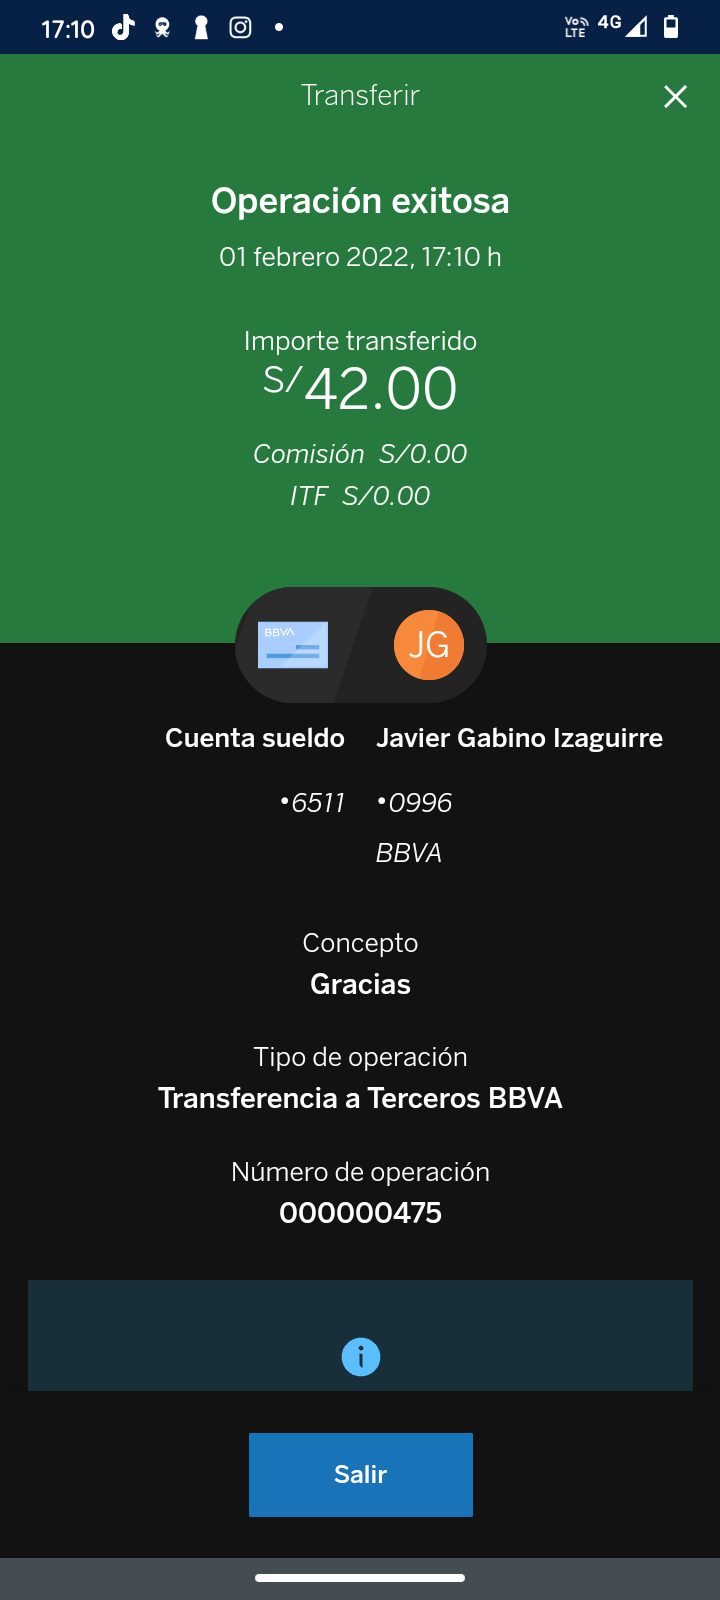 17:10
Vo LTE 4G
Transferir
Operación exitosa
01 febrero 2022, 17:10 h
Importe transferido
S/42.00
Comisión S/0.00
ITF S/0.00
BBVA
JG
Cuenta sueldo Javier Gabino Izaguirre
•6511 •0996
BBVA
Concepto
Gracias
Tipo de operación
Transferencia a Terceros BBVA
Número de operación
000000475
i
Salir